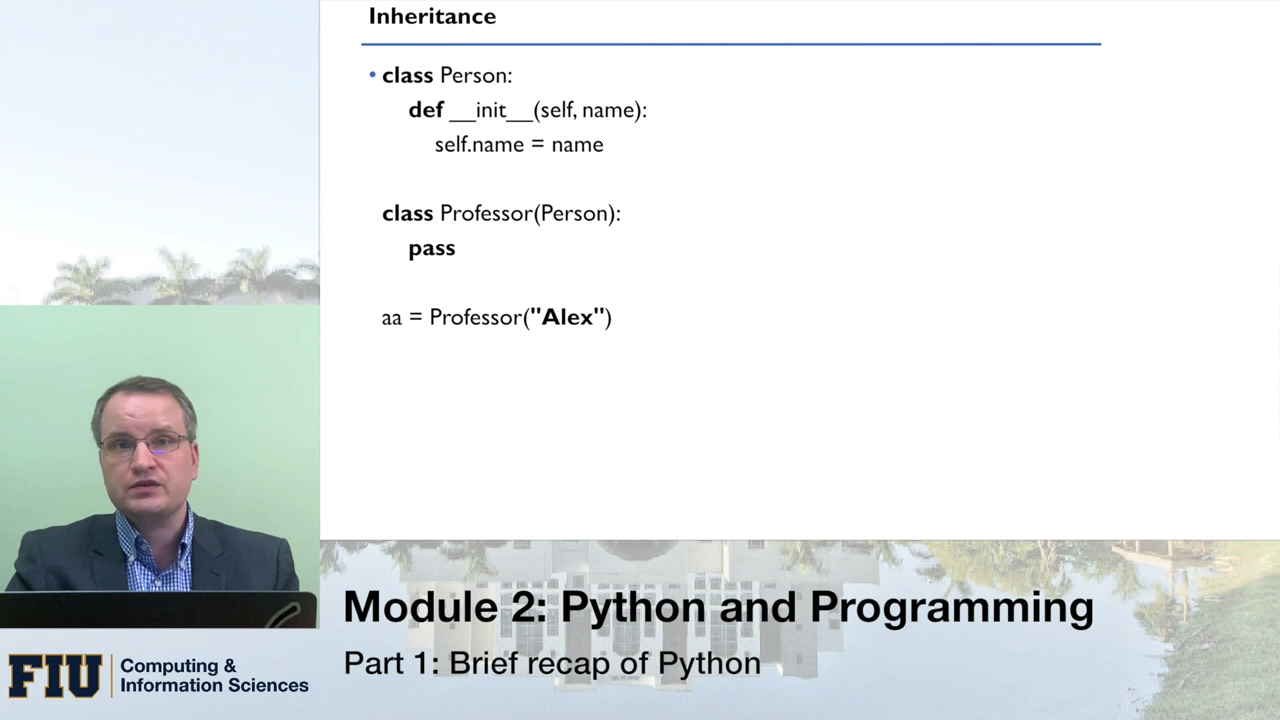 Inheritance
• class Person:
def __init__(self, name):
self.name = name
class Professor(Person):
pass
aa = Professor("Alex")
Module 2: Python and Programming
Part 1: Brief recap of Python
FIU
Computing &
Information Sciences